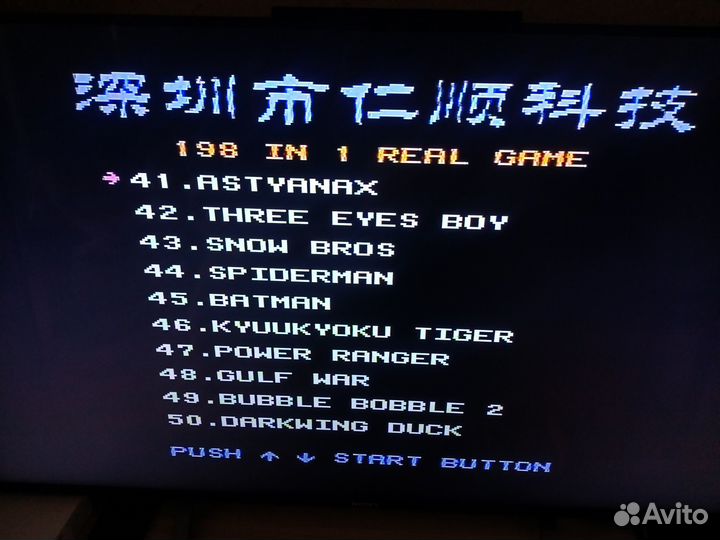 深圳市仁顺科技
198 IN 1 REAL GAME
41.ASTYANAX
42.THREE EYES BOY
43.SNOW BROS
44.SPIDERMAN
45.BATMAN
46.KYUUKYOKU TIGER
47.POWER RANGER
48.GULF WAR
49.BUBBLE BOBBLE 2
50.DARKWING DUCK
PUSH ↑ ↓ START BUTTON
Avito